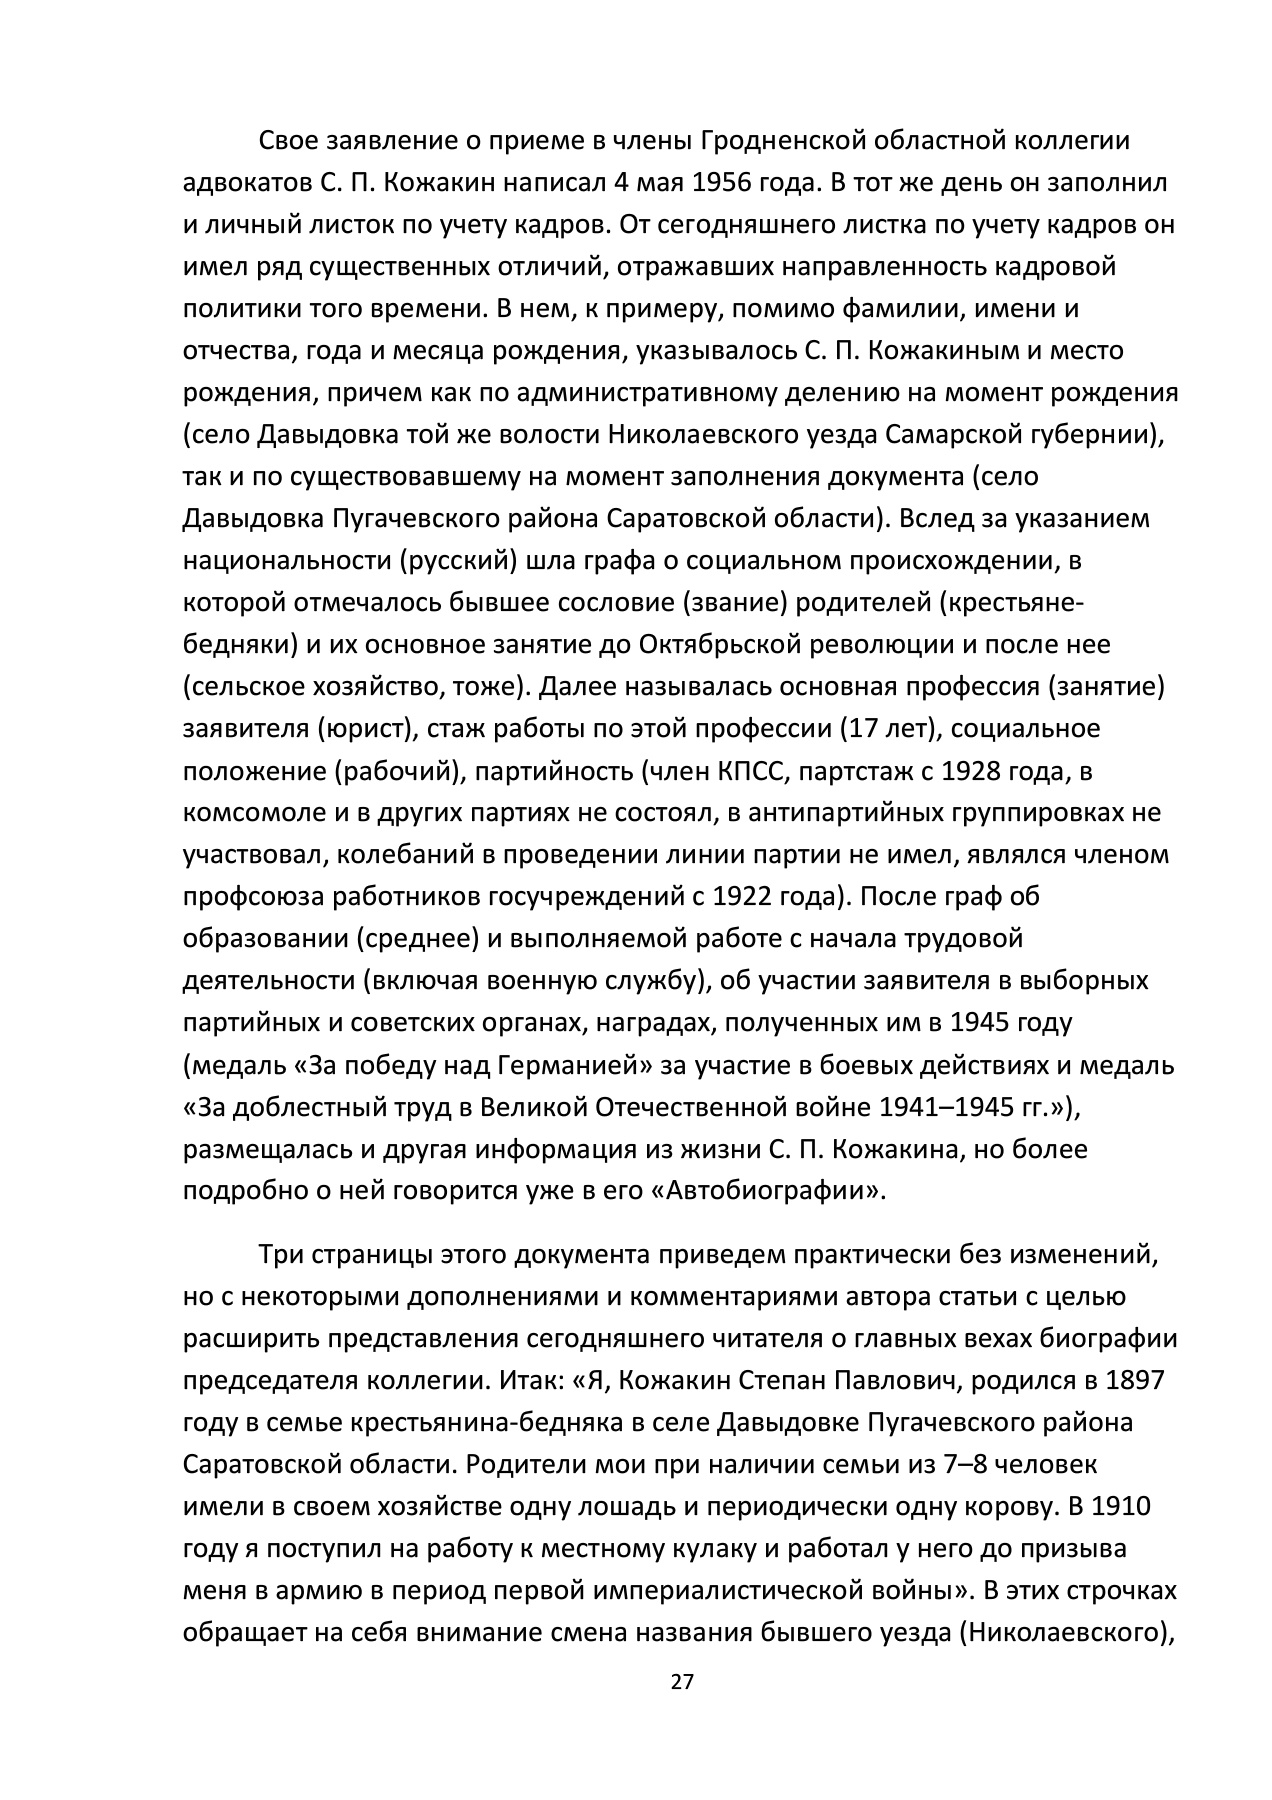 Свое заявление о приеме в члены Гродненской областной коллегии
адвокатов С. П. Кожакин написал 4 мая 1956 года. В тот же день он заполнил
и личный листок по учету кадров. От сегодняшнего листка по учету кадров он
имел ряд существенных отличий, отражавших направленность кадровой
политики того времени. В нем, к примеру, помимо фамилии, имени и
отчества, года и месяца рождения, указывалось С. П. Кожакиным и место
рождения, причем как по административному делению на момент рождения
(село Давыдовка той же волости Николаевского уезда Самарской губернии),
так и по существовавшему на момент заполнения документа (село
Давыдовка Пугачевского района Саратовской области). Вслед за указанием
национальности (русский) шла графа о социальном происхождении, в
которой отмечалось бывшее сословие (звание) родителей (крестьяне-
бедняки) и их основное занятие до Октябрьской революции и после нее
(сельское хозяйство, тоже). Далее называлась основная профессия (занятие)
заявителя (юрист), стаж работы по этой профессии (17 лет), социальное
положение (рабочий), партийность (член КПСС, партстаж с 1928 года, в
комсомоле и в других партиях не состоял, в антипартийных группировках не
участвовал, колебаний в проведении линии партии не имел, являлся членом
профсоюза работников госучреждений с 1922 года). После граф об
образовании (среднее) и выполняемой работе с начала трудовой
деятельности (включая военную службу), об участии заявителя в выборных
партийных и советских органах, наградах, полученных им в 1945 году
(медаль «За победу над Германией» за участие в боевых действиях и медаль
«За доблестный труд в Великой Отечественной войне 1941–1945 гг.»),
размещалась и другая информация из жизни С. П. Кожакина, но более
подробно о ней говорится уже в его «Автобиографии».
Три страницы этого документа приведем практически без изменений,
но с некоторыми дополнениями и комментариями автора статьи с целью
расширить представления сегодняшнего читателя о главных вехах биографии
председателя коллегии. Итак: «Я, Кожакин Степан Павлович, родился в 1897
году в семье крестьянина-бедняка в селе Давыдовке Пугачевского района
Саратовской области. Родители мои при наличии семьи из 7–8 человек
имели в своем хозяйстве одну лошадь и периодически одну корову. В 1910
году я поступил на работу к местному кулаку и работал у него до призыва
меня в армию в период первой империалистической войны». В этих строчках
обращает на себя внимание смена названия бывшего уезда (Николаевского),
27